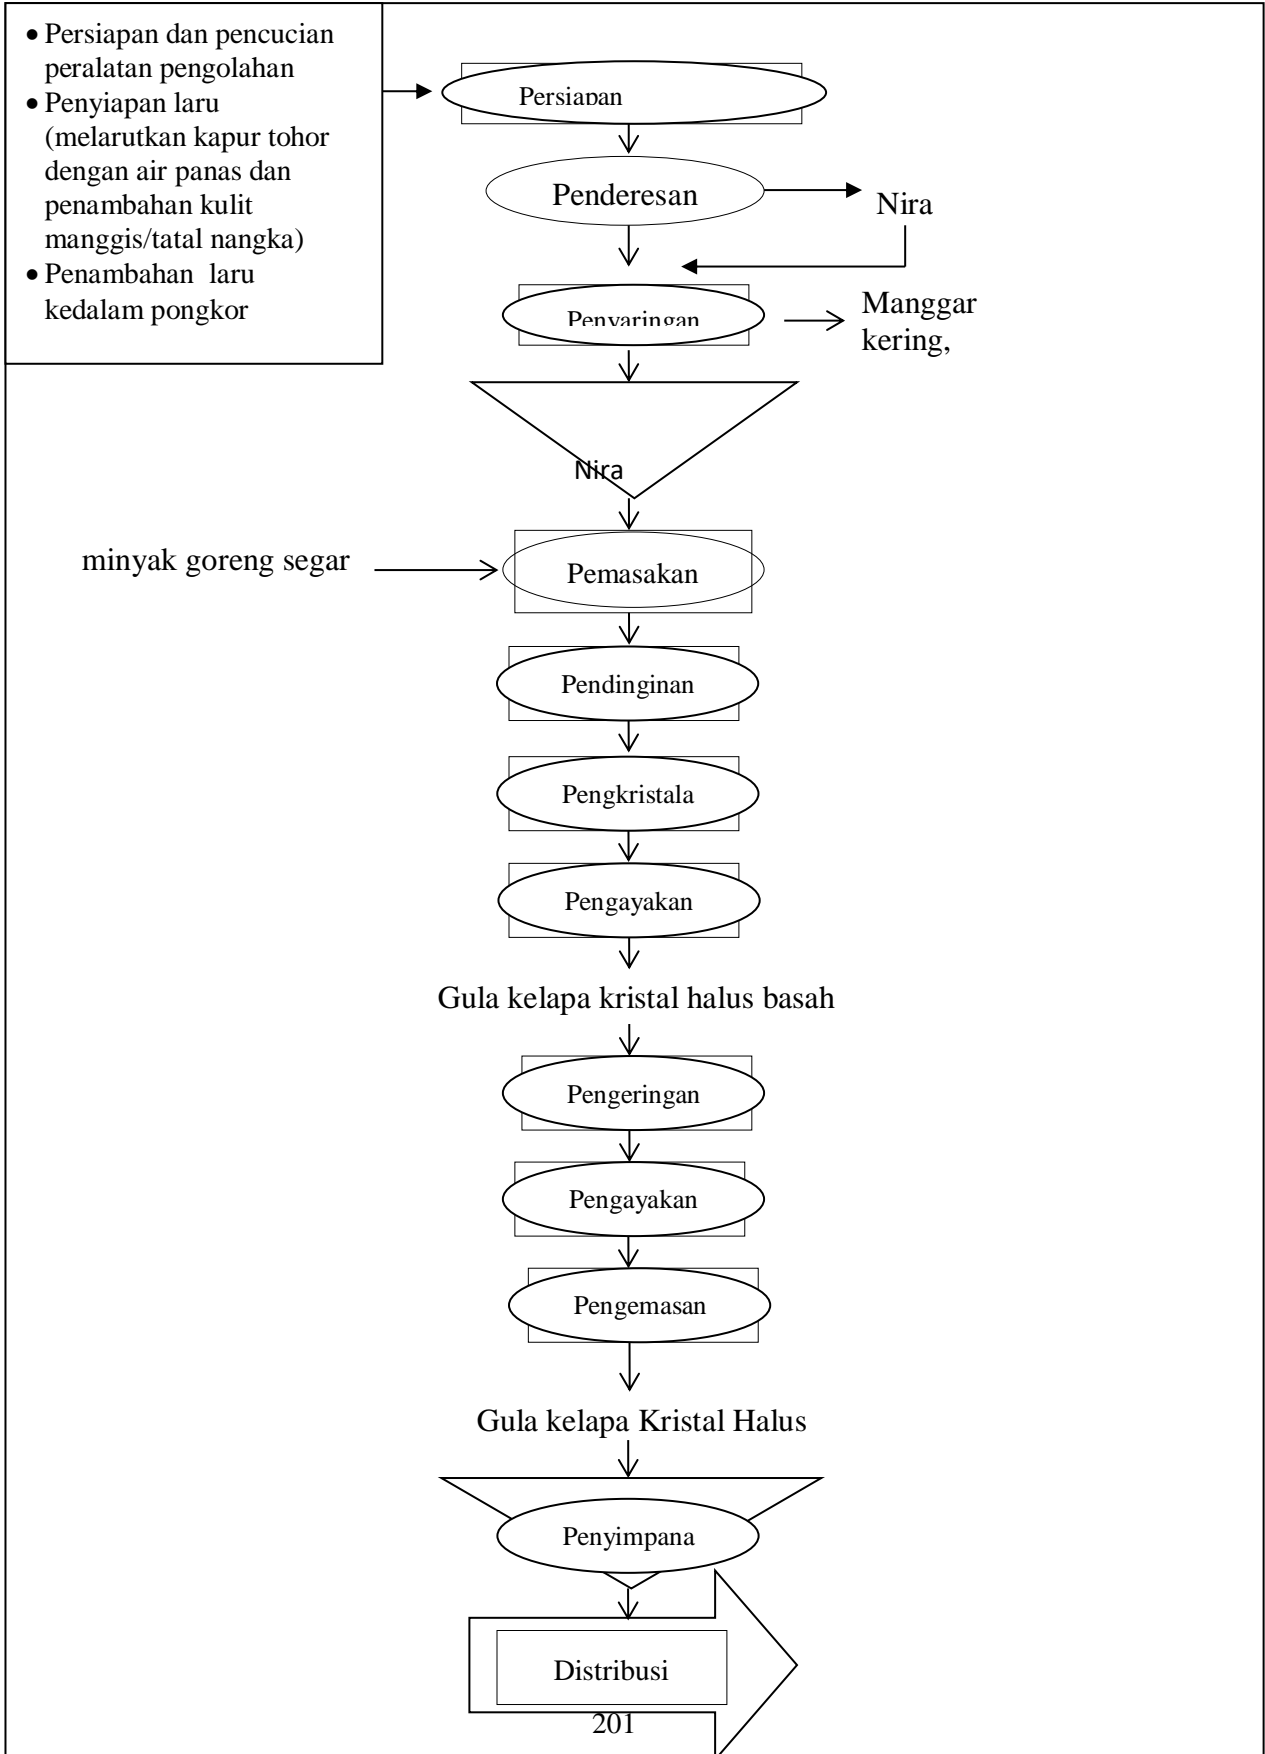 • Persiapan dan pencucian
peralatan pengolahan
• Penyiapan laru
(melarutkan kapur tohor
dengan air panas dan
penambahan kulit
manggis/tatal nangka)
• Penambahan laru
kedalam pongkor
Persiapan
Penderesan
Nira
Penyaringan
Manggar
kering,
Nira
minyak goreng segar
Pemasakan
Pendinginan
Pengkristala
Pengayakan
Gula kelapa kristal halus basah
Pengeringan
Pengayakan
Pengemasan
Gula kelapa Kristal Halus
Penyimpana
Distribusi
201